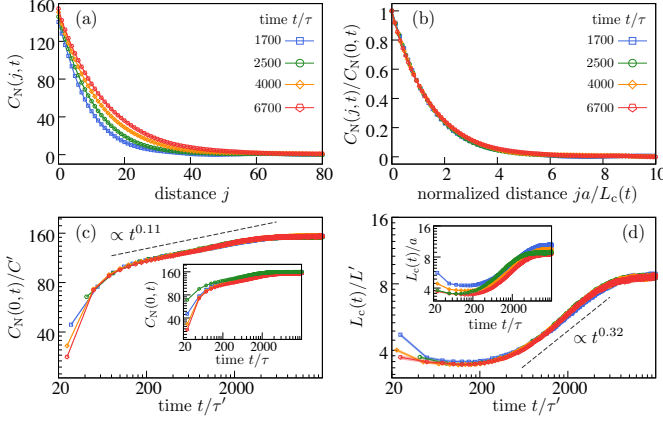 (a)
time t/τ
1700
2500
4000
6700
C_N(j, t)
160
120
80
40
0
0 20 40 60 80
distance j
(b)
time t/τ
1700
2500
4000
6700
C_N(j, t)/C_N(0, t)
1
0.8
0.6
0.4
0.2
0
0 2 4 6 8 10
normalized distance ja/L_c(t)
(c)
∝ t^0.11
C_N(0, t)/C′
160
80
40
20 200 2000
time t/τ′
C_N(0, t)
160
80
40
20 200 2000
time t/τ
(d)
∝ t^0.32
L_c(t)/L′
16
8
4
20 200 2000
time t/τ′
L_c(t)/a
16
8
4
20 200 2000
time t/τ